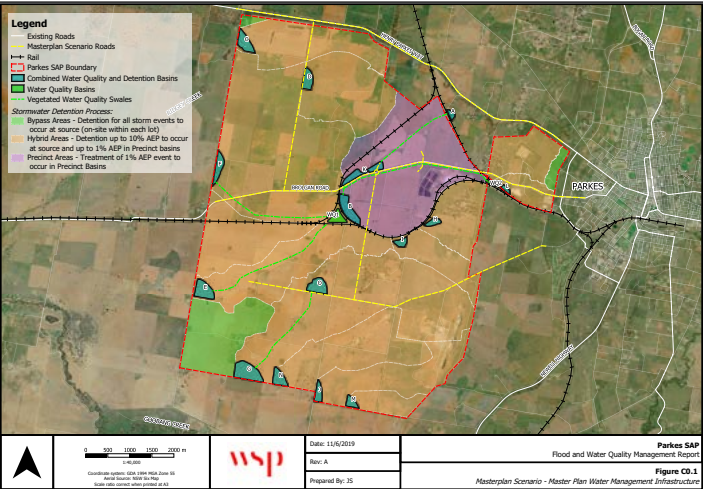 Legend
Existing Roads
Masterplan Scenario Roads
Rail
Parkes SAP Boundary
Combined Water Quality and Detention Basins
Water Quality Basins
Vegetated Water Quality Swales
Stormwater Detention Process:
Bypass Areas - Detention for all storm events to
occur at source (on-site within each lot)
Hybrid Areas - Detention up to 10% AEP to occur
at source and up to 1% AEP in Precinct basins
Precinct Areas - Treatment of 1% AEP event to
occur in Precinct Basins
BROLGAN ROAD
PARKES
NEWELL HIGHWAY
GOOBANG CREEK
E
G
M
0 500 1000 1500 2000 m
1:40,000
Coordinate system: GDA 1994 MGA Zone 55
Aerial Source: NSW Six Map
Scale ratio correct when printed at A3
wsp
Date: 11/6/2019
Rev: A
Prepared By: JS
Parkes SAP
Flood and Water Quality Management Report
Figure C0.1
Masterplan Scenario - Master Plan Water Management Infrastructure